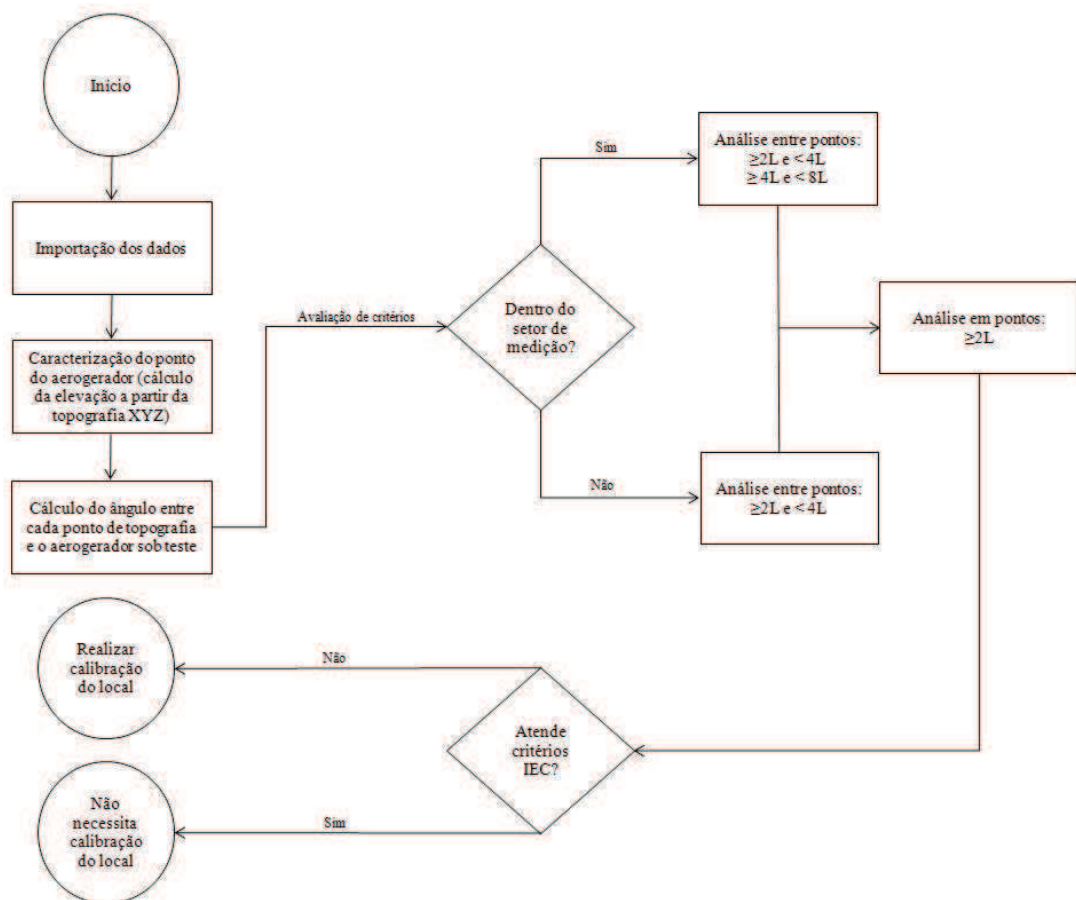 Início
Importação dos dados
Caracterização do ponto
do aerogerador (cálculo
da elevação a partir da
topografia XYZ)
Cálculo do ângulo entre
cada ponto de topografia
e o aerogerador sob teste
Avaliação de critérios
Dentro do
setor de
medição?
Sim
Análise entre pontos:
≥2L e < 4L
≥ 4L e < 8L
Não
Análise entre pontos:
≥2L e < 4L
Análise em pontos:
≥2L
Atende
critérios
IEC?
Não
Realizar
calibração
do local
Sim
Não
necessita
calibração
do local